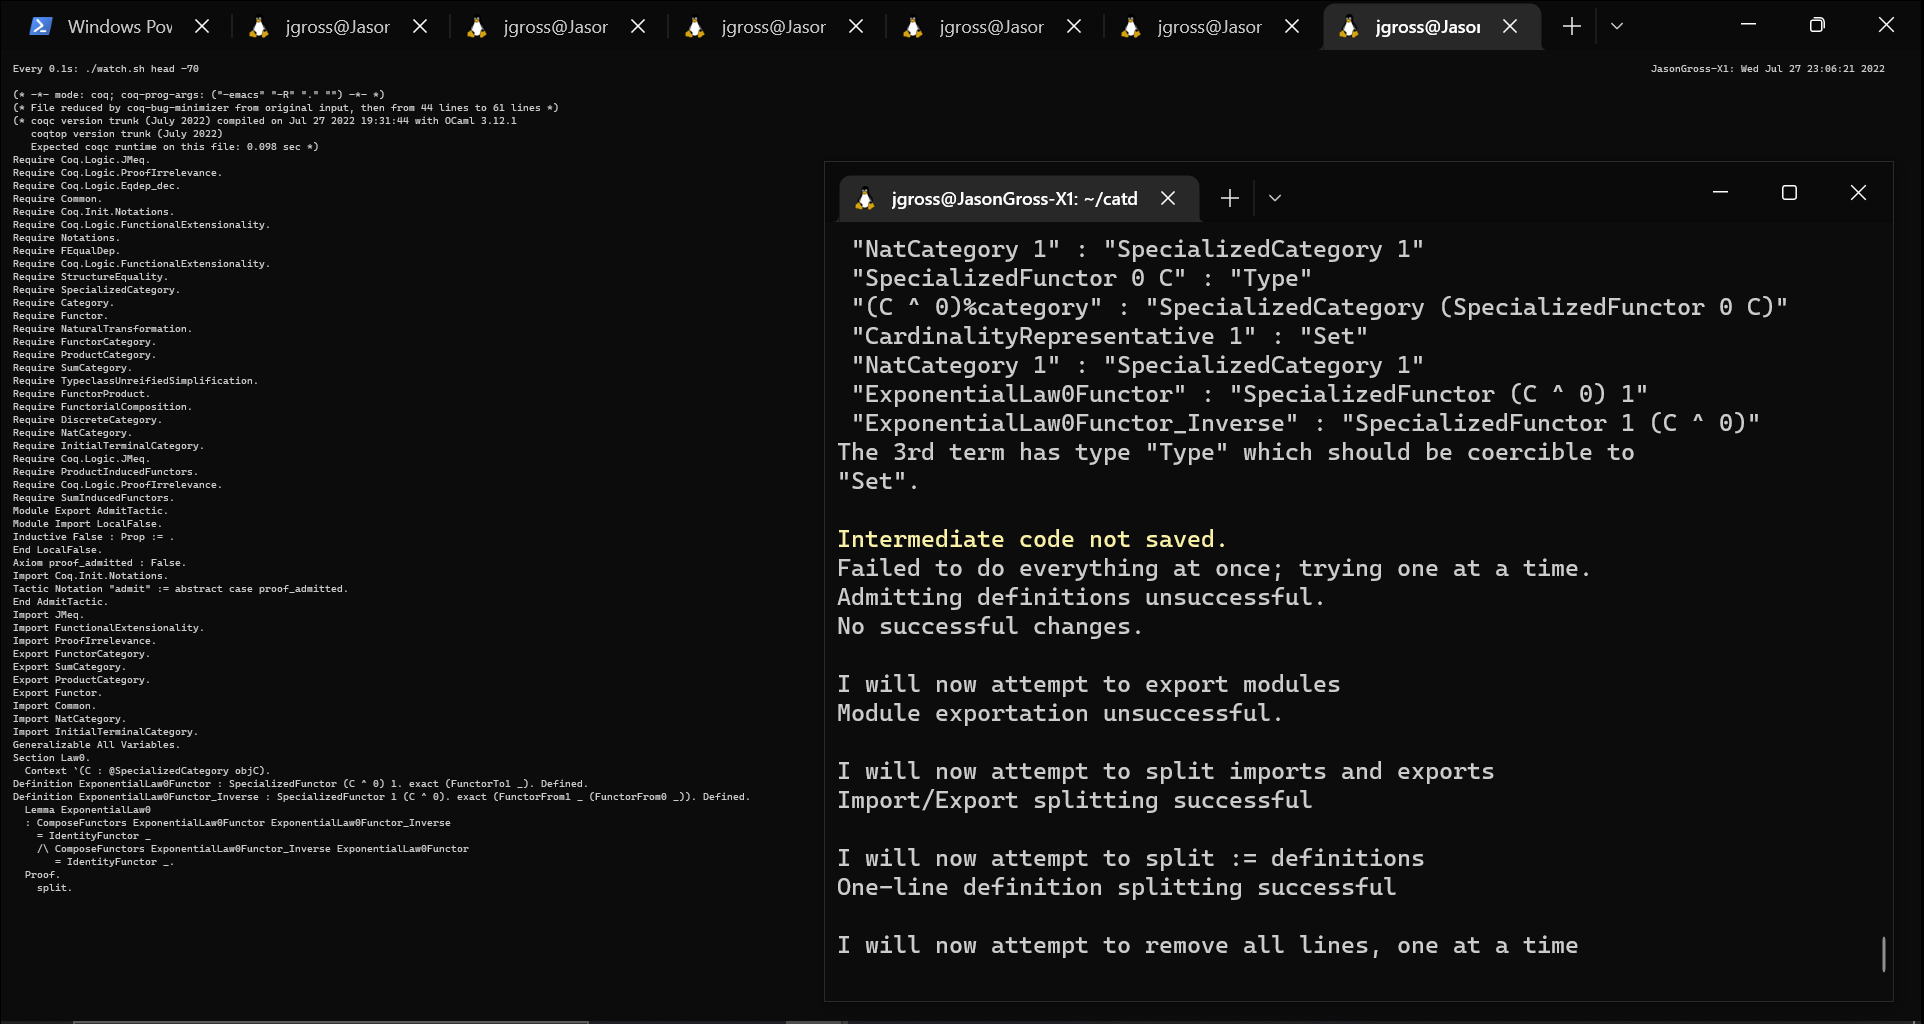 Windows Pow
jgross@Jasor
jgross@Jasor
jgross@Jasor
jgross@Jasor
jgross@Jasor
jgross@Jasor
Every 0.1s: ./watch.sh head -70
JasonGross-X1: Wed Jul 27 23:06:21 2022
(* -*- mode: coq; coq-prog-args: ("-emacs" "-R" "." "") -*- *)
(* File reduced by coq-bug-minimizer from original input, then from 44 lines to 61 lines *)
(* coqc version trunk (July 2022) compiled on Jul 27 2022 19:31:44 with OCaml 3.12.1
   coqtop version trunk (July 2022)
   Expected coqc runtime on this file: 0.098 sec *)
Require Coq.Logic.JMeq.
Require Coq.Logic.ProofIrrelevance.
Require Coq.Logic.Eqdep_dec.
Require Common.
Require Coq.Init.Notations.
Require Coq.Logic.FunctionalExtensionality.
Require Notations.
Require FEqualDep.
Require Coq.Logic.FunctionalExtensionality.
Require StructureEquality.
Require SpecializedCategory.
Require Category.
Require Functor.
Require NaturalTransformation.
Require FunctorCategory.
Require ProductCategory.
Require SumCategory.
Require TypeclassUnreifiedSimplification.
Require FunctorProduct.
Require FunctorialComposition.
Require DiscreteCategory.
Require NatCategory.
Require InitialTerminalCategory.
Require Coq.Logic.JMeq.
Require ProductInducedFunctors.
Require Coq.Logic.ProofIrrelevance.
Require SumInducedFunctors.
Module Export AdmitTactic.
Module Import LocalFalse.
Inductive False : Prop := .
End LocalFalse.
Axiom proof_admitted : False.
Import Coq.Init.Notations.
Tactic Notation "admit" := abstract case proof_admitted.
End AdmitTactic.
Import JMeq.
Import FunctionalExtensionality.
Import ProofIrrelevance.
Export FunctorCategory.
Export SumCategory.
Export ProductCategory.
Export Functor.
Import Common.
Import NatCategory.
Import InitialTerminalCategory.
Generalizable All Variables.
Section Law0.
  Context `(C : @SpecializedCategory objC).
Definition ExponentialLaw0Functor : SpecializedFunctor (C ^ 0) 1. exact (FunctorTo1 _). Defined.
Definition ExponentialLaw0Functor_Inverse : SpecializedFunctor 1 (C ^ 0). exact (FunctorFrom1 _ (FunctorFrom0 _)). Defined.
  Lemma ExponentialLaw0
  : ComposeFunctors ExponentialLaw0Functor ExponentialLaw0Functor_Inverse
    = IdentityFunctor _
    /\ ComposeFunctors ExponentialLaw0Functor_Inverse ExponentialLaw0Functor
       = IdentityFunctor _.
  Proof.
    split.
jgross@JasonGross-X1: ~/catd
"NatCategory 1" : "SpecializedCategory 1"
"SpecializedFunctor 0 C" : "Type"
"(C ^ 0)%category" : "SpecializedCategory (SpecializedFunctor 0 C)"
"CardinalityRepresentative 1" : "Set"
"NatCategory 1" : "SpecializedCategory 1"
"ExponentialLaw0Functor" : "SpecializedFunctor (C ^ 0) 1"
"ExponentialLaw0Functor_Inverse" : "SpecializedFunctor 1 (C ^ 0)"
The 3rd term has type "Type" which should be coercible to
"Set".
Intermediate code not saved.
Failed to do everything at once; trying one at a time.
Admitting definitions unsuccessful.
No successful changes.
I will now attempt to export modules
Module exportation unsuccessful.
I will now attempt to split imports and exports
Import/Export splitting successful
I will now attempt to split := definitions
One-line definition splitting successful
I will now attempt to remove all lines, one at a time